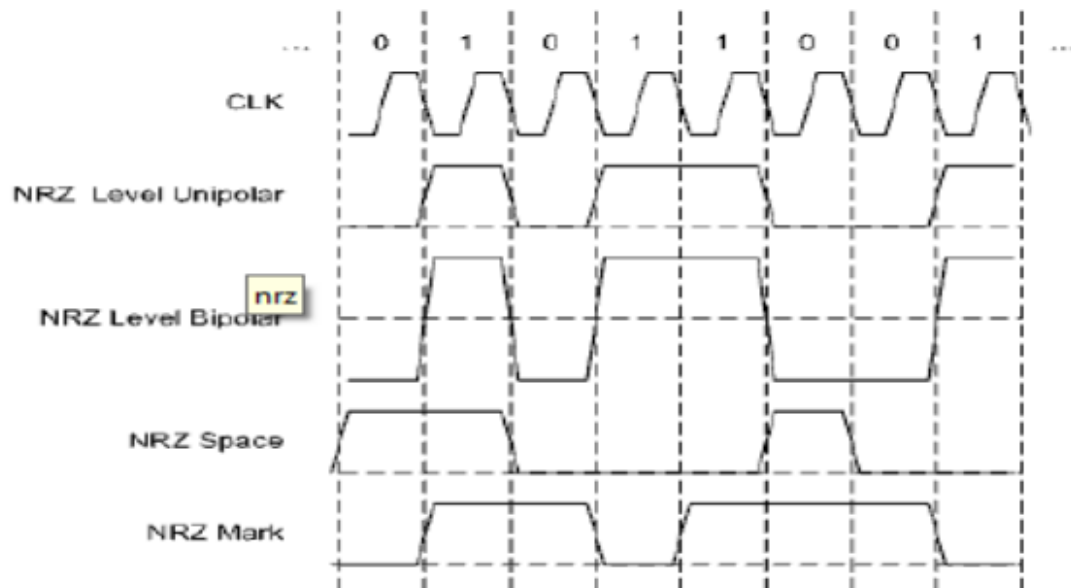 ... 0 1 0 1 1 0 0 1 ...
CLK
NRZ Level Unipolar
nrz
NRZ Level Bipolar
NRZ Space
NRZ Mark